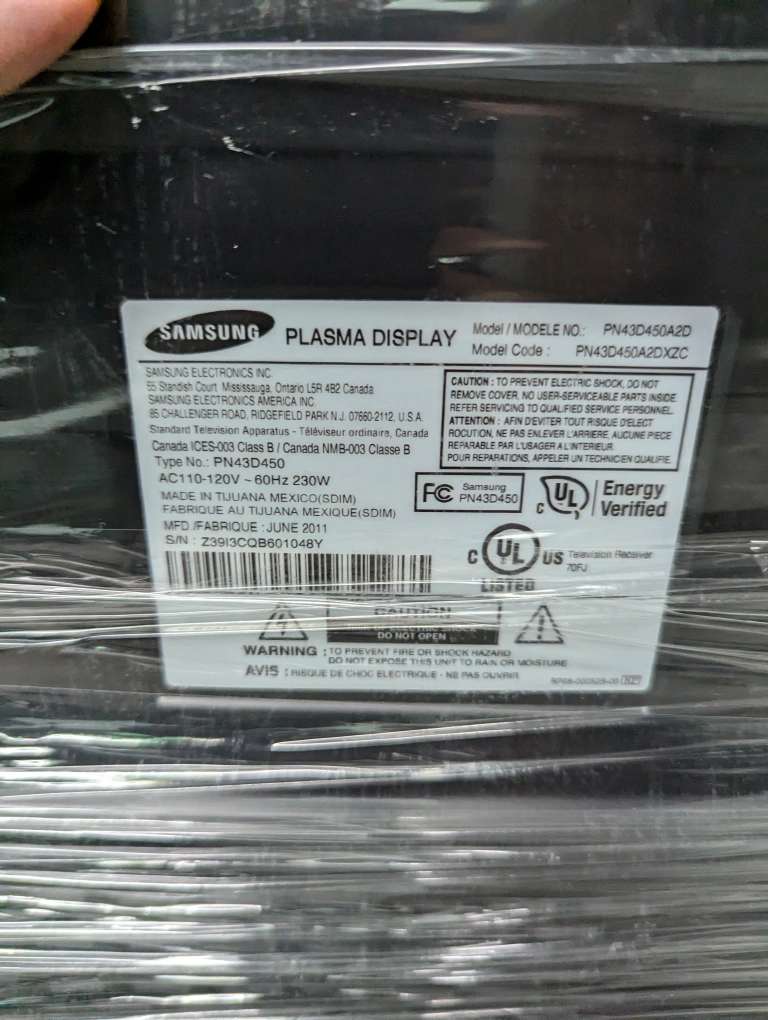 SAMSUNG PLASMA DISPLAY Model / MODELE NO.: PN43D450A2D
Model Code : PN43D450A2DXZC
SAMSUNG ELECTRONICS INC.
55 Standish Court Mississauga, Ontario L5R 4B2 Canada
SAMSUNG ELECTRONICS AMERICA INC.
85 CHALLENGER ROAD, RIDGEFIELD PARK N.J. 07660-2112, U.S.A.
Standard Television Apparatus - Téléviseur ordinaire, Canada
Canada ICES-003 Class B / Canada NMB-003 Classe B
Type No.: PN43D450
AC110-120V ~ 60Hz 230W
MADE IN TIJUANA MEXICO(SDIM)
FABRIQUE AU TIJUANA MEXIQUE(SDIM)
MFD /FABRIQUE : JUNE 2011
S/N : Z39I3CQB601048Y
CAUTION : TO PREVENT ELECTRIC SHOCK, DO NOT
REMOVE COVER, NO USER-SERVICEABLE PARTS INSIDE.
REFER SERVICING TO QUALIFIED SERVICE PERSONNEL.
ATTENTION : AFIN D'EVITER TOUT RISQUE D'ELECT
ROCUTION, NE PAS ENLEVER L'ARRIERE, AUCUNE PIECE
REPARABLE PAR L'USAGER A L'INTERIEUR.
POUR REPARATIONS, APPELER UN TECHNICIEN QUALIFIE.
FC Samsung
PN43D450
c UL Energy
Verified
C UL US Television Receiver
70FJ
LISTED
CAUTION
DO NOT OPEN
WARNING : TO PREVENT FIRE OR SHOCK HAZARD
DO NOT EXPOSE THIS UNIT TO RAIN OR MOISTURE
AVIS : RISQUE DE CHOC ELECTRIQUE - NE PAS OUVRIR